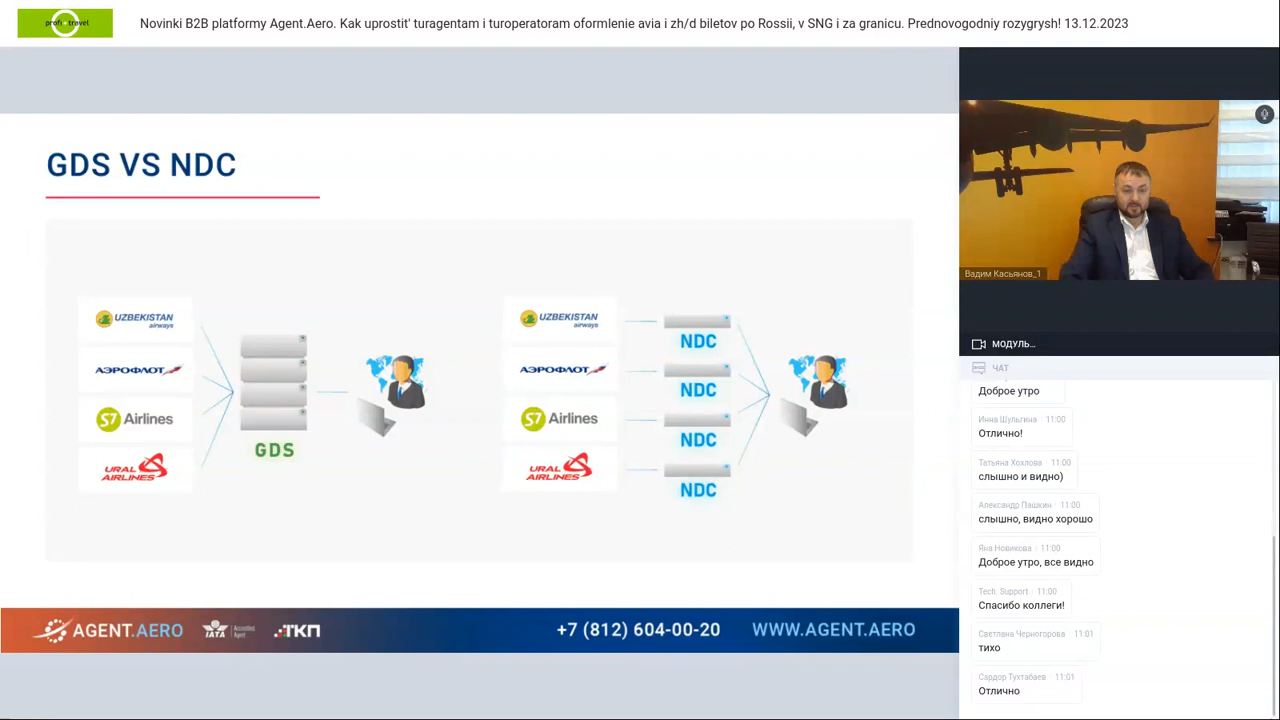 profi travel
Novinki B2B platformy Agent.Aero. Kak uprostit' turagentam i turoperatoram oformlenie avia i zh/d biletov po Rossii, v SNG i za granicu. Prednovogodniy rozygrysh! 13.12.2023
GDS VS NDC
UZBEKISTAN
airways
АЭРОФЛОТ
S7 Airlines
URAL
AIRLINES
GDS
UZBEKISTAN
airways
АЭРОФЛОТ
S7 Airlines
URAL
AIRLINES
NDC
NDC
NDC
NDC
AGENT.AERO
IATA
Accredited
Agent
ТКП
+7 (812) 604-00-20
WWW.AGENT.AERO
Вадим Касьянов_1
МОДУЛЬ...
ЧАТ
Доброе утро
Инна Шульгина 11:00
Отлично!
Татьяна Хохлова 11:00
слышно и видно)
Александр Пашкин 11:00
слышно, видно хорошо
Яна Новикова 11:00
Доброе утро, все видно
Tech. Support 11:00
Спасибо коллеги!
Светлана Черногорова 11:01
тихо
Сардор Тухтабаев 11:01
Отлично